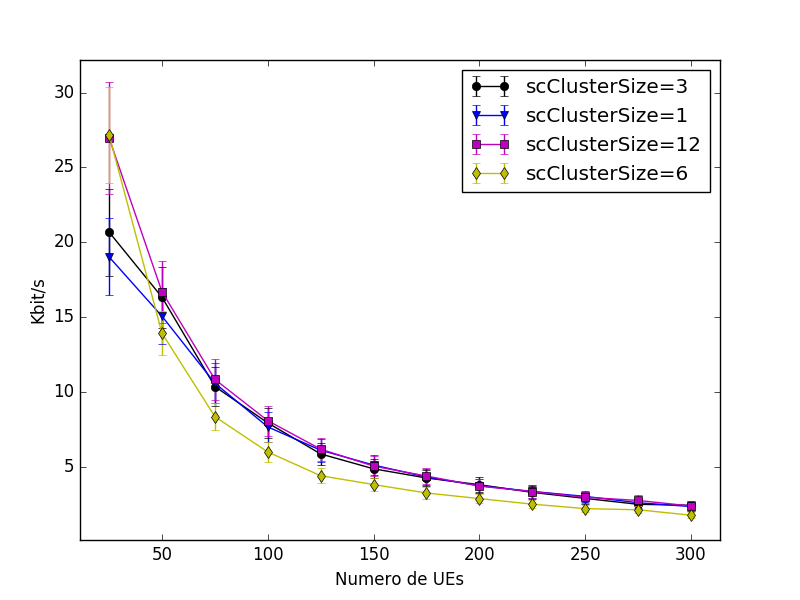 30
25
20
15
10
5
Kbit/s
scClusterSize=3
scClusterSize=1
scClusterSize=12
scClusterSize=6
50 100 150 200 250 300
Numero de UEs